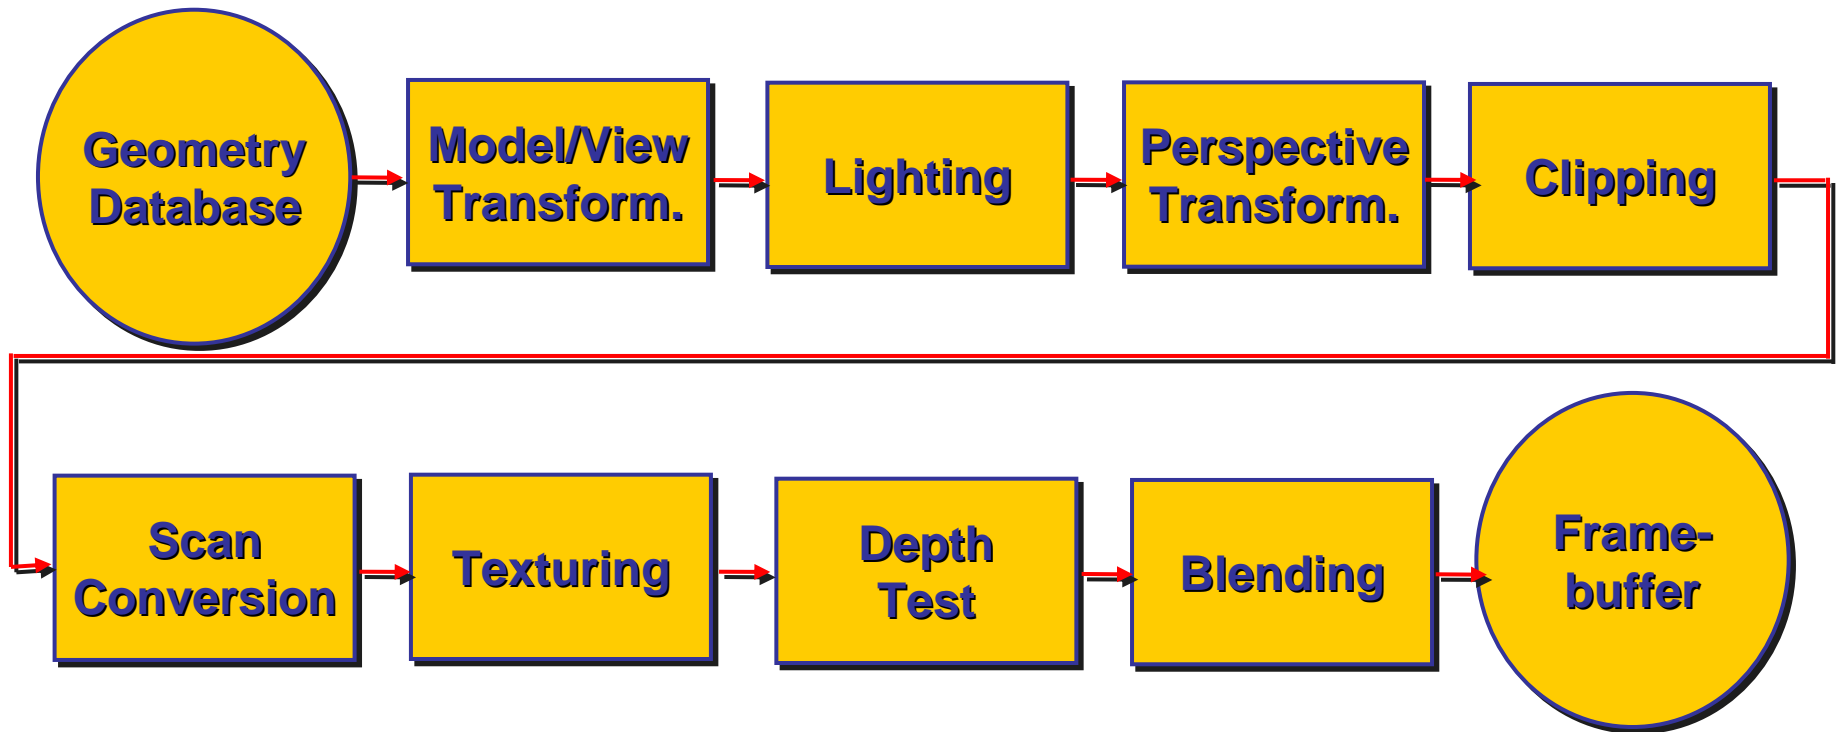 Geometry
Database
Model/View
Transform.
Lighting
Perspective
Transform.
Clipping
Scan
Conversion
Texturing
Depth
Test
Blending
Frame-
buffer